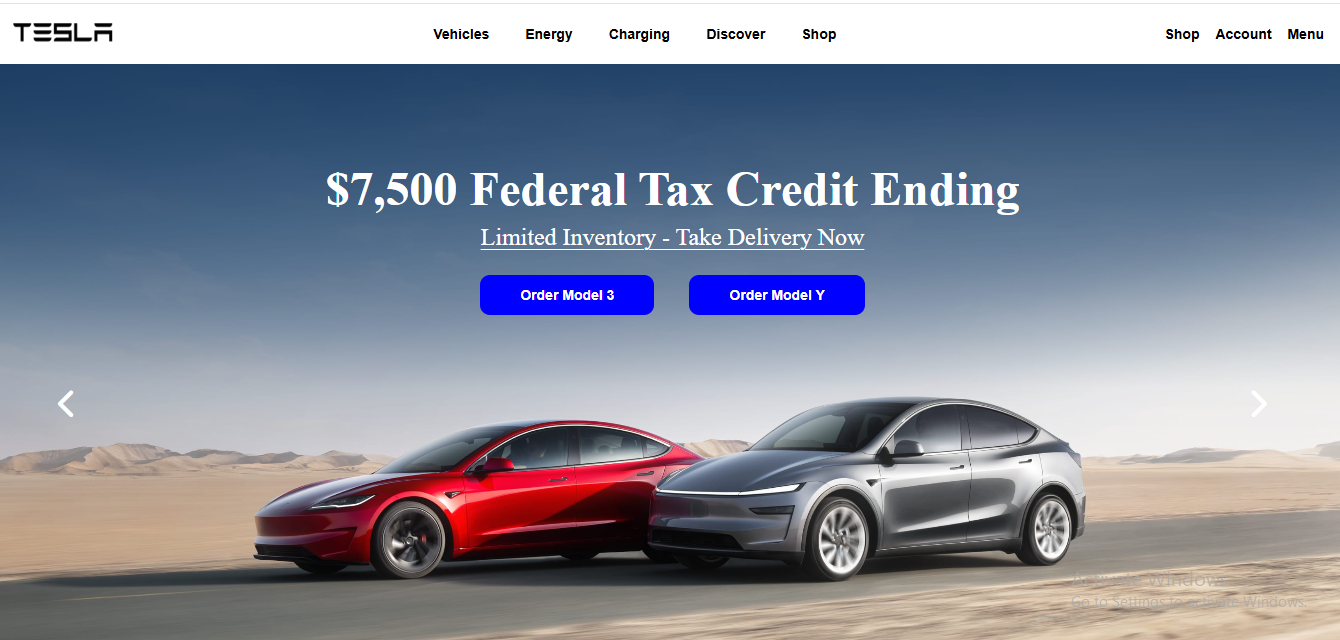 TESLA
Vehicles Energy Charging Discover Shop
Shop Account Menu
$7,500 Federal Tax Credit Ending
Limited Inventory - Take Delivery Now
Order Model 3 Order Model Y
Activate Windows
Go to Settings to activate Windows.